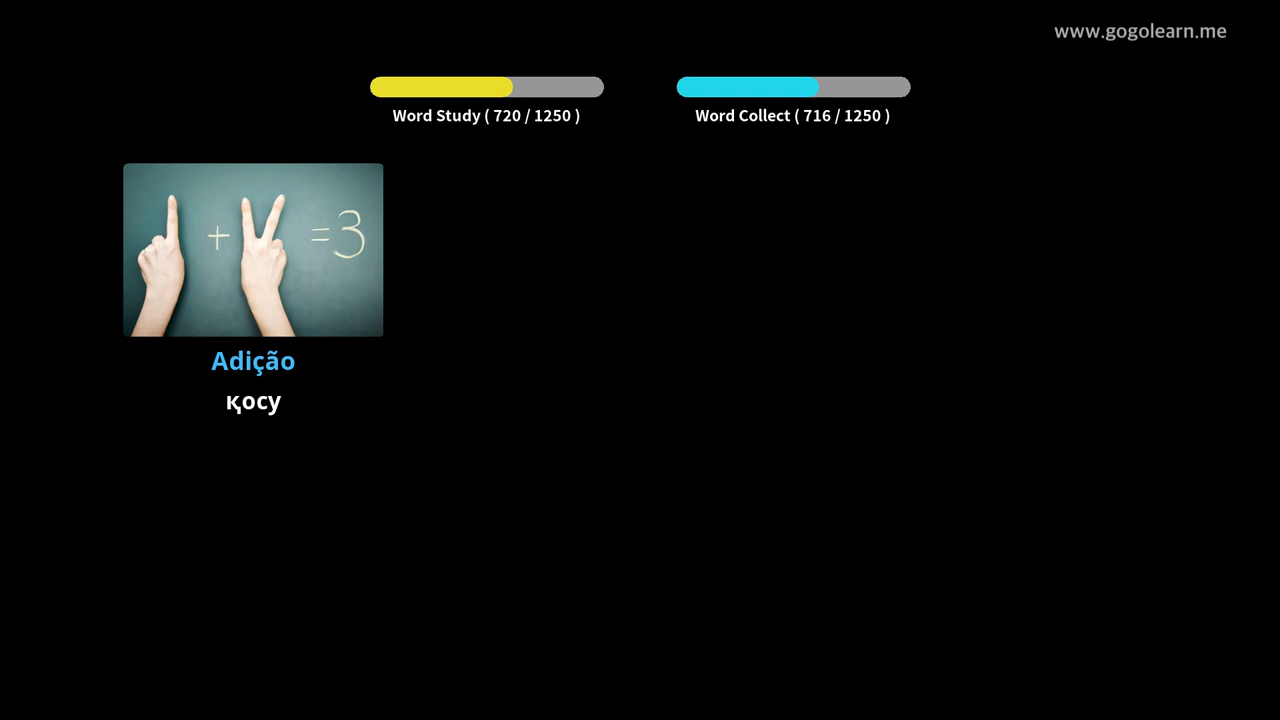 www.gogolearn.me
Word Study ( 720 / 1250 )
Word Collect ( 716 / 1250 )
+ =3
Adição
қосу